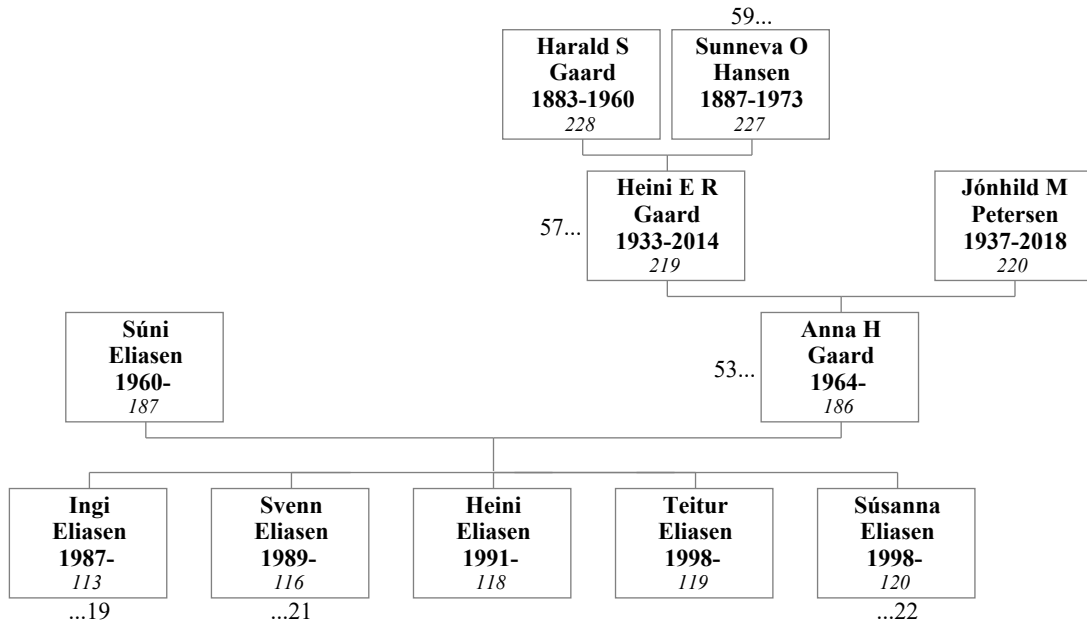 59...
Harald S
Gaard
1883-1960
228
Sunneva O
Hansen
1887-1973
227
57...
Heini E R
Gaard
1933-2014
219
Jónhild M
Petersen
1937-2018
220
Súni
Eliasen
1960-
187
53...
Anna H
Gaard
1964-
186
Ingi
Eliasen
1987-
113
...19
Svenn
Eliasen
1989-
116
...21
Heini
Eliasen
1991-
118
Teitur
Eliasen
1998-
119
Súsanna
Eliasen
1998-
120
...22